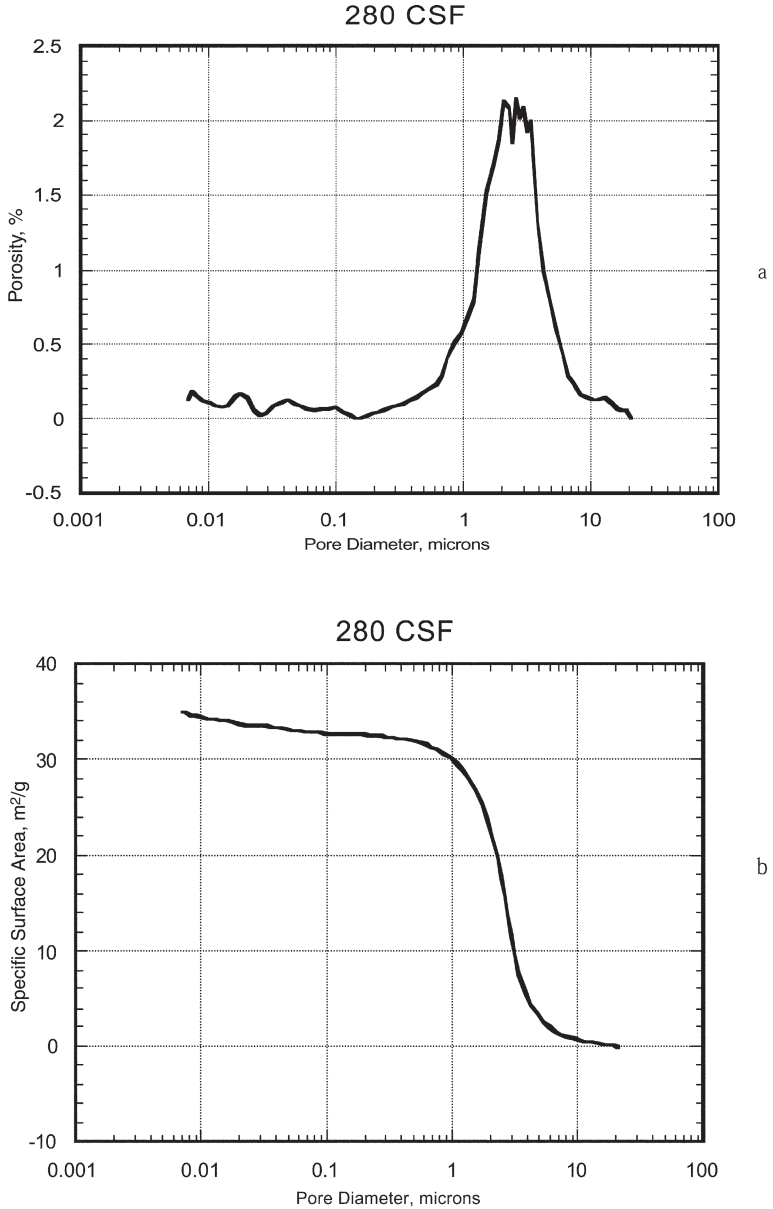 280 CSF
2.5
2
1.5
1
0.5
0
-0.5
Porosity, %
0.001 0.01 0.1 1 10 100
Pore Diameter, microns
a
280 CSF
40
30
20
10
0
-10
Specific Surface Area, m²/g
0.001 0.01 0.1 1 10 100
Pore Diameter, microns
b